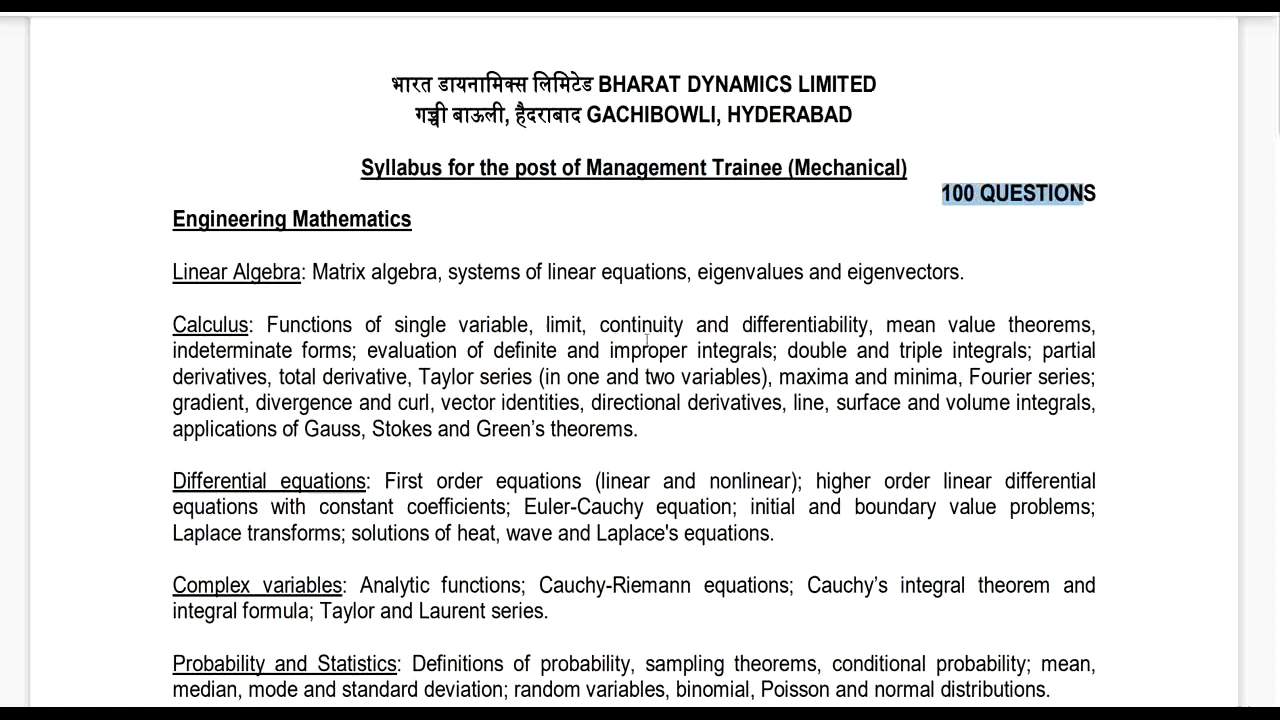 भारत डायनामिक्स लिमिटेड BHARAT DYNAMICS LIMITED
गच्ची बाऊली, हैदराबाद GACHIBOWLI, HYDERABAD
Syllabus for the post of Management Trainee (Mechanical)
100 QUESTIONS
Engineering Mathematics
Linear Algebra: Matrix algebra, systems of linear equations, eigenvalues and eigenvectors.
Calculus: Functions of single variable, limit, continuity and differentiability, mean value theorems,
indeterminate forms; evaluation of definite and improper integrals; double and triple integrals; partial
derivatives, total derivative, Taylor series (in one and two variables), maxima and minima, Fourier series;
gradient, divergence and curl, vector identities, directional derivatives, line, surface and volume integrals,
applications of Gauss, Stokes and Green’s theorems.
Differential equations: First order equations (linear and nonlinear); higher order linear differential
equations with constant coefficients; Euler-Cauchy equation; initial and boundary value problems;
Laplace transforms; solutions of heat, wave and Laplace's equations.
Complex variables: Analytic functions; Cauchy-Riemann equations; Cauchy’s integral theorem and
integral formula; Taylor and Laurent series.
Probability and Statistics: Definitions of probability, sampling theorems, conditional probability; mean,
median, mode and standard deviation; random variables, binomial, Poisson and normal distributions.